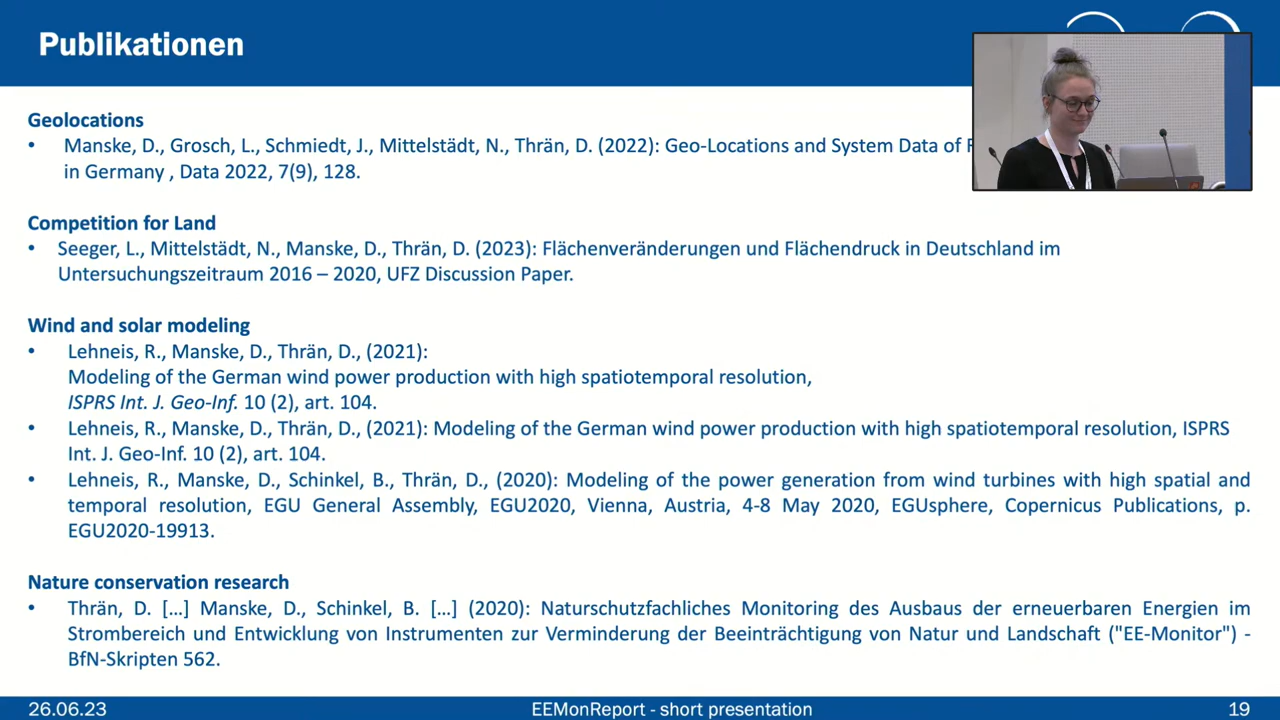 Publikationen
Geolocations
• Manske, D., Grosch, L., Schmiedt, J., Mittelstädt, N., Thrän, D. (2022): Geo-Locations and System Data of
in Germany , Data 2022, 7(9), 128.
Competition for Land
• Seeger, L., Mittelstädt, N., Manske, D., Thrän, D. (2023): Flächenveränderungen und Flächendruck in Deutschland im
Untersuchungszeitraum 2016 – 2020, UFZ Discussion Paper.
Wind and solar modeling
• Lehneis, R., Manske, D., Thrän, D., (2021):
Modeling of the German wind power production with high spatiotemporal resolution,
ISPRS Int. J. Geo-Inf. 10 (2), art. 104.
• Lehneis, R., Manske, D., Thrän, D., (2021): Modeling of the German wind power production with high spatiotemporal resolution, ISPRS
Int. J. Geo-Inf. 10 (2), art. 104.
• Lehneis, R., Manske, D., Schinkel, B., Thrän, D., (2020): Modeling of the power generation from wind turbines with high spatial and
temporal resolution, EGU General Assembly, EGU2020, Vienna, Austria, 4-8 May 2020, EGUsphere, Copernicus Publications, p.
EGU2020-19913.
Nature conservation research
• Thrän, D. […] Manske, D., Schinkel, B. […] (2020): Naturschutzfachliches Monitoring des Ausbaus der erneuerbaren Energien im
Strombereich und Entwicklung von Instrumenten zur Verminderung der Beeinträchtigung von Natur und Landschaft ("EE-Monitor") -
BfN-Skripten 562.
26.06.23
EEMonReport - short presentation
19